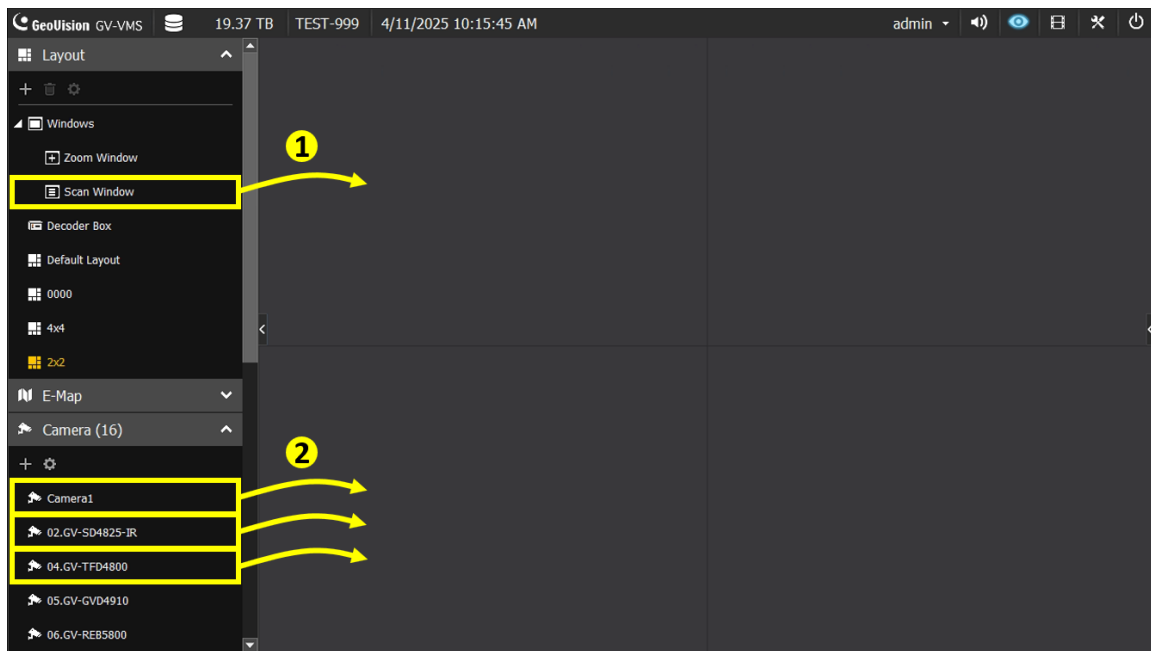 GeoVision GV-VMS 19.37 TB TEST-999 4/11/2025 10:15:45 AM admin
Layout
Windows
1
Zoom Window
Scan Window
Decoder Box
Default Layout
0000
4x4
2x2
E-Map
Camera (16)
2
Camera1
02.GV-SD4825-IR
04.GV-TFD4800
05.GV-GVD4910
06.GV-REB5800